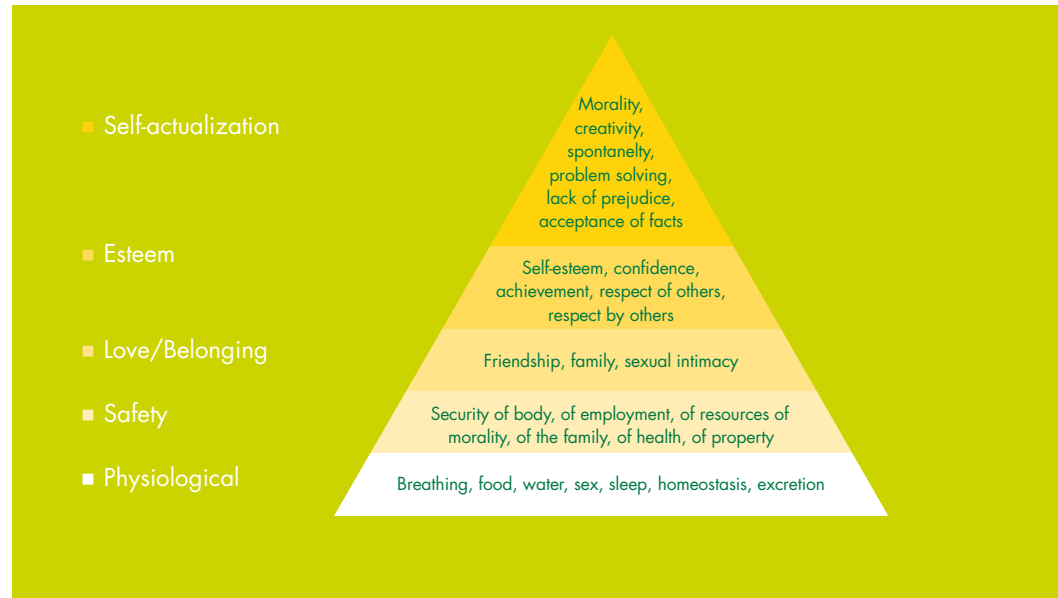 Self-actualization
Morality,
creativity,
spontanelty,
problem solving,
lack of prejudice,
acceptance of facts
Esteem
Self-esteem, confidence,
achievement, respect of others,
respect by others
Love/Belonging
Friendship, family, sexual intimacy
Safety
Security of body, of employment, of resources of
morality, of the family, of health, of property
Physiological
Breathing, food, water, sex, sleep, homeostasis, excretion